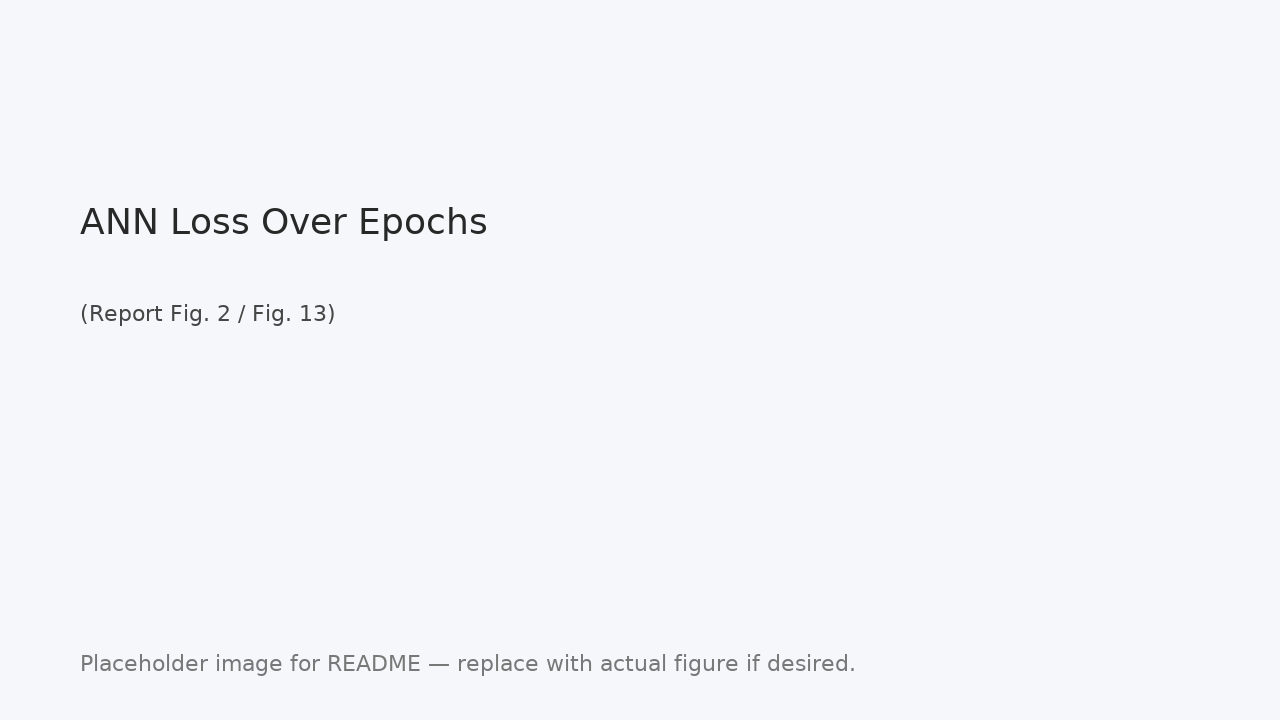 ANN Loss Over Epochs
(Report Fig. 2 / Fig. 13)
Placeholder image for README — replace with actual figure if desired.